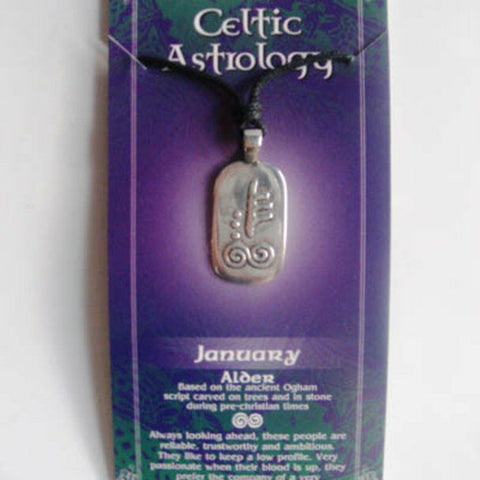 Celtic
Astrology
January
Alder
Based on the ancient Ogham
script carved on trees and in stone
during pre-christian times
Always looking ahead, these people are
reliable, trustworthy and ambitious.
They like to keep a low profile. Very
passionate when their blood is up, they
prefer the company of a very